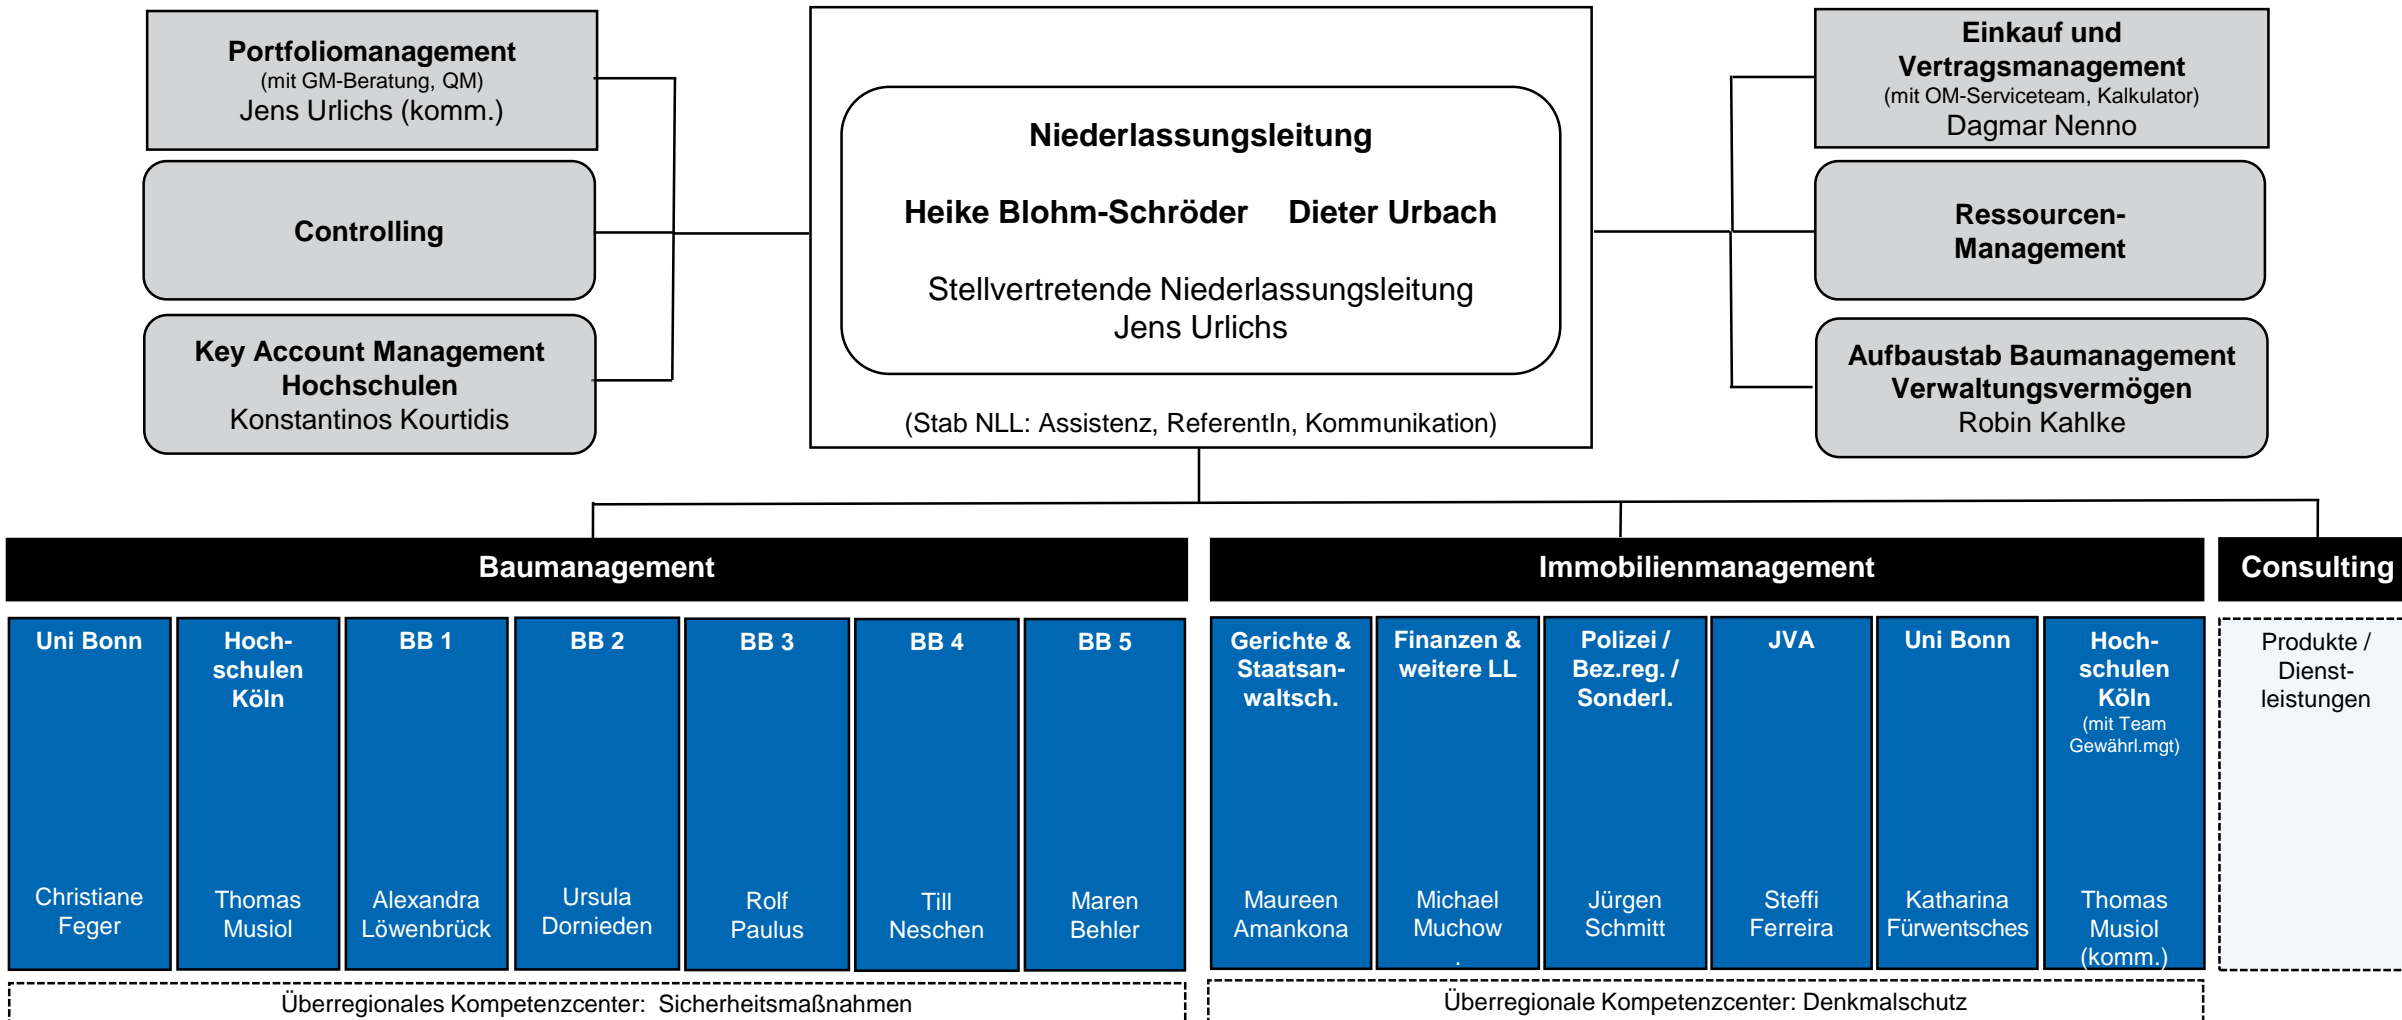 Portfoliomanagement
(mit GM-Beratung, QM)
Jens Urlichs (komm.)
Controlling
Key Account Management
Hochschulen
Konstantinos Kourtidis
Niederlassungsleitung
Heike Blohm-Schröder Dieter Urbach
Stellvertretende Niederlassungsleitung
Jens Urlichs
(Stab NLL: Assistenz, ReferentIn, Kommunikation)
Einkauf und
Vertragsmanagement
(mit OM-Serviceteam, Kalkulator)
Dagmar Nenno
Ressourcen-
Management
Aufbaustab Baumanagement
Verwaltungsvermögen
Robin Kahlke
Baumanagement
Uni Bonn
Christiane
Feger
Hoch-
schulen
Köln
Thomas
Musiol
BB 1
Alexandra
Löwenbrück
BB 2
Ursula
Dornieden
BB 3
Rolf
Paulus
BB 4
Till
Neschen
BB 5
Maren
Behler
Überregionales Kompetenzcenter: Sicherheitsmaßnahmen
Immobilienmanagement
Gerichte &
Staatsan-
waltsch.
Maureen
Amankona
Finanzen &
weitere LL
Michael
Muchow
.
Polizei /
Bez.reg. /
Sonderl.
Jürgen
Schmitt
JVA
Steffi
Ferreira
Uni Bonn
Katharina
Fürwentsches
Hoch-
schulen
Köln
(mit Team
Gewährl.mgt)
Thomas
Musiol
(komm.)
Überregionale Kompetenzcenter: Denkmalschutz
Consulting
Produkte /
Dienst-
leistungen